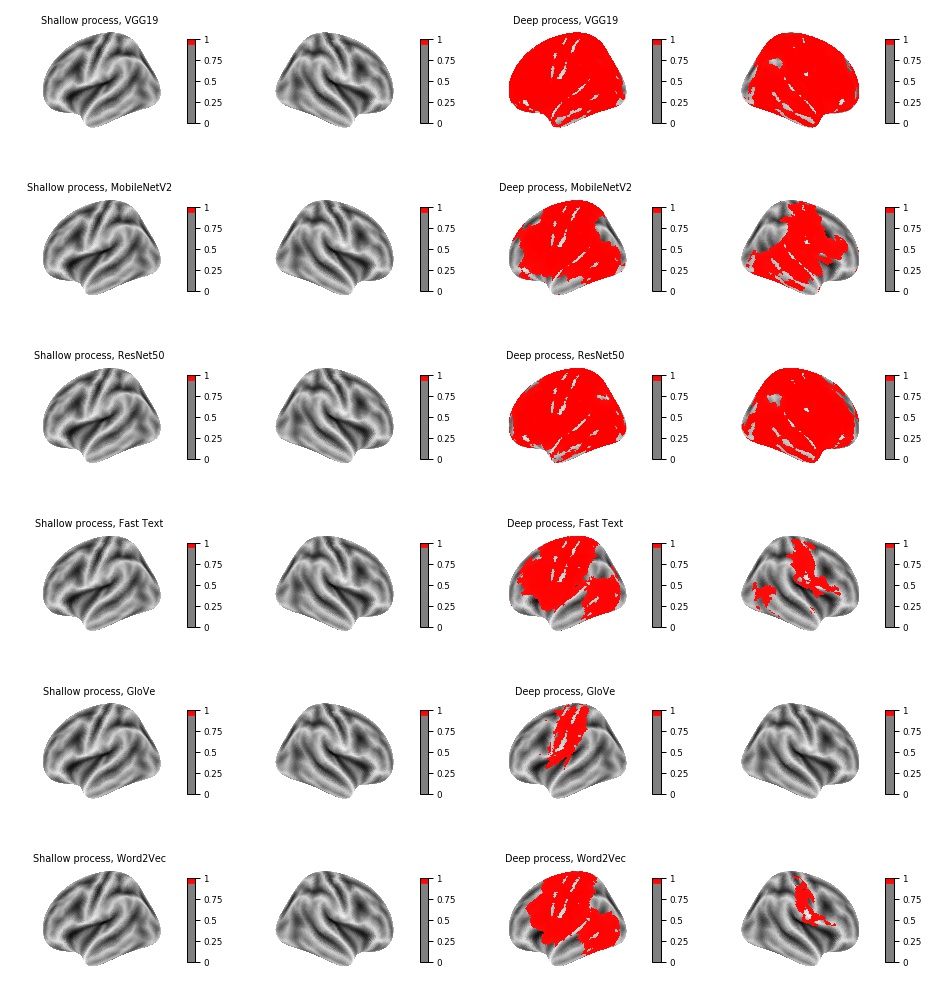 Shallow process, VGG19
Deep process, VGG19
1 1 1 1
0.75 0.75 0.75 0.75
0.5 0.5 0.5 0.5
0.25 0.25 0.25 0.25
0 0 0 0
Shallow process, MobileNetV2
Deep process, MobileNetV2
1 1 1 1
0.75 0.75 0.75 0.75
0.5 0.5 0.5 0.5
0.25 0.25 0.25 0.25
0 0 0 0
Shallow process, ResNet50
Deep process, ResNet50
1 1 1 1
0.75 0.75 0.75 0.75
0.5 0.5 0.5 0.5
0.25 0.25 0.25 0.25
0 0 0 0
Shallow process, Fast Text
Deep process, Fast Text
1 1 1 1
0.75 0.75 0.75 0.75
0.5 0.5 0.5 0.5
0.25 0.25 0.25 0.25
0 0 0 0
Shallow process, GloVe
Deep process, GloVe
1 1 1 1
0.75 0.75 0.75 0.75
0.5 0.5 0.5 0.5
0.25 0.25 0.25 0.25
0 0 0 0
Shallow process, Word2Vec
Deep process, Word2Vec
1 1 1 1
0.75 0.75 0.75 0.75
0.5 0.5 0.5 0.5
0.25 0.25 0.25 0.25
0 0 0 0